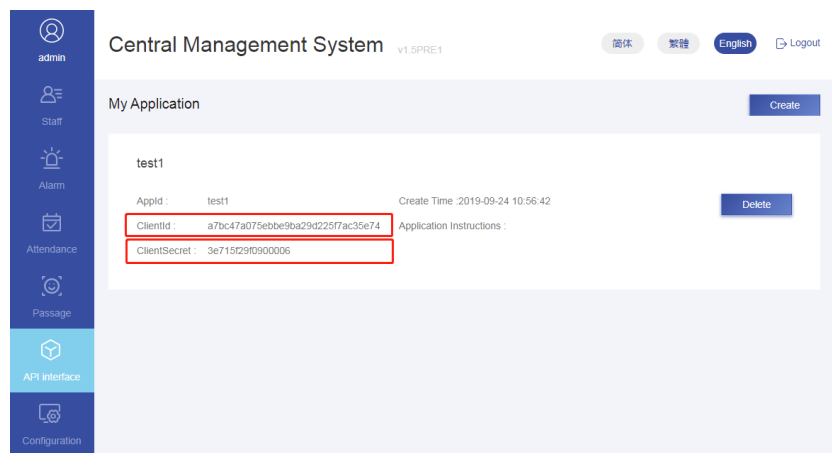 admin
Central Management System v1.5PRE1
简体
繁體
English
Logout
Staff
Alarm
Attendance
Passage
API interface
Configuration
My Application
Create
test1
AppId : test1
Create Time :2019-09-24 10:56:42
Delete
ClientId : a7bc47a075ebbe9ba29d225f7ac35e74
Application Instructions :
ClientSecret : 3e715f29f0900006